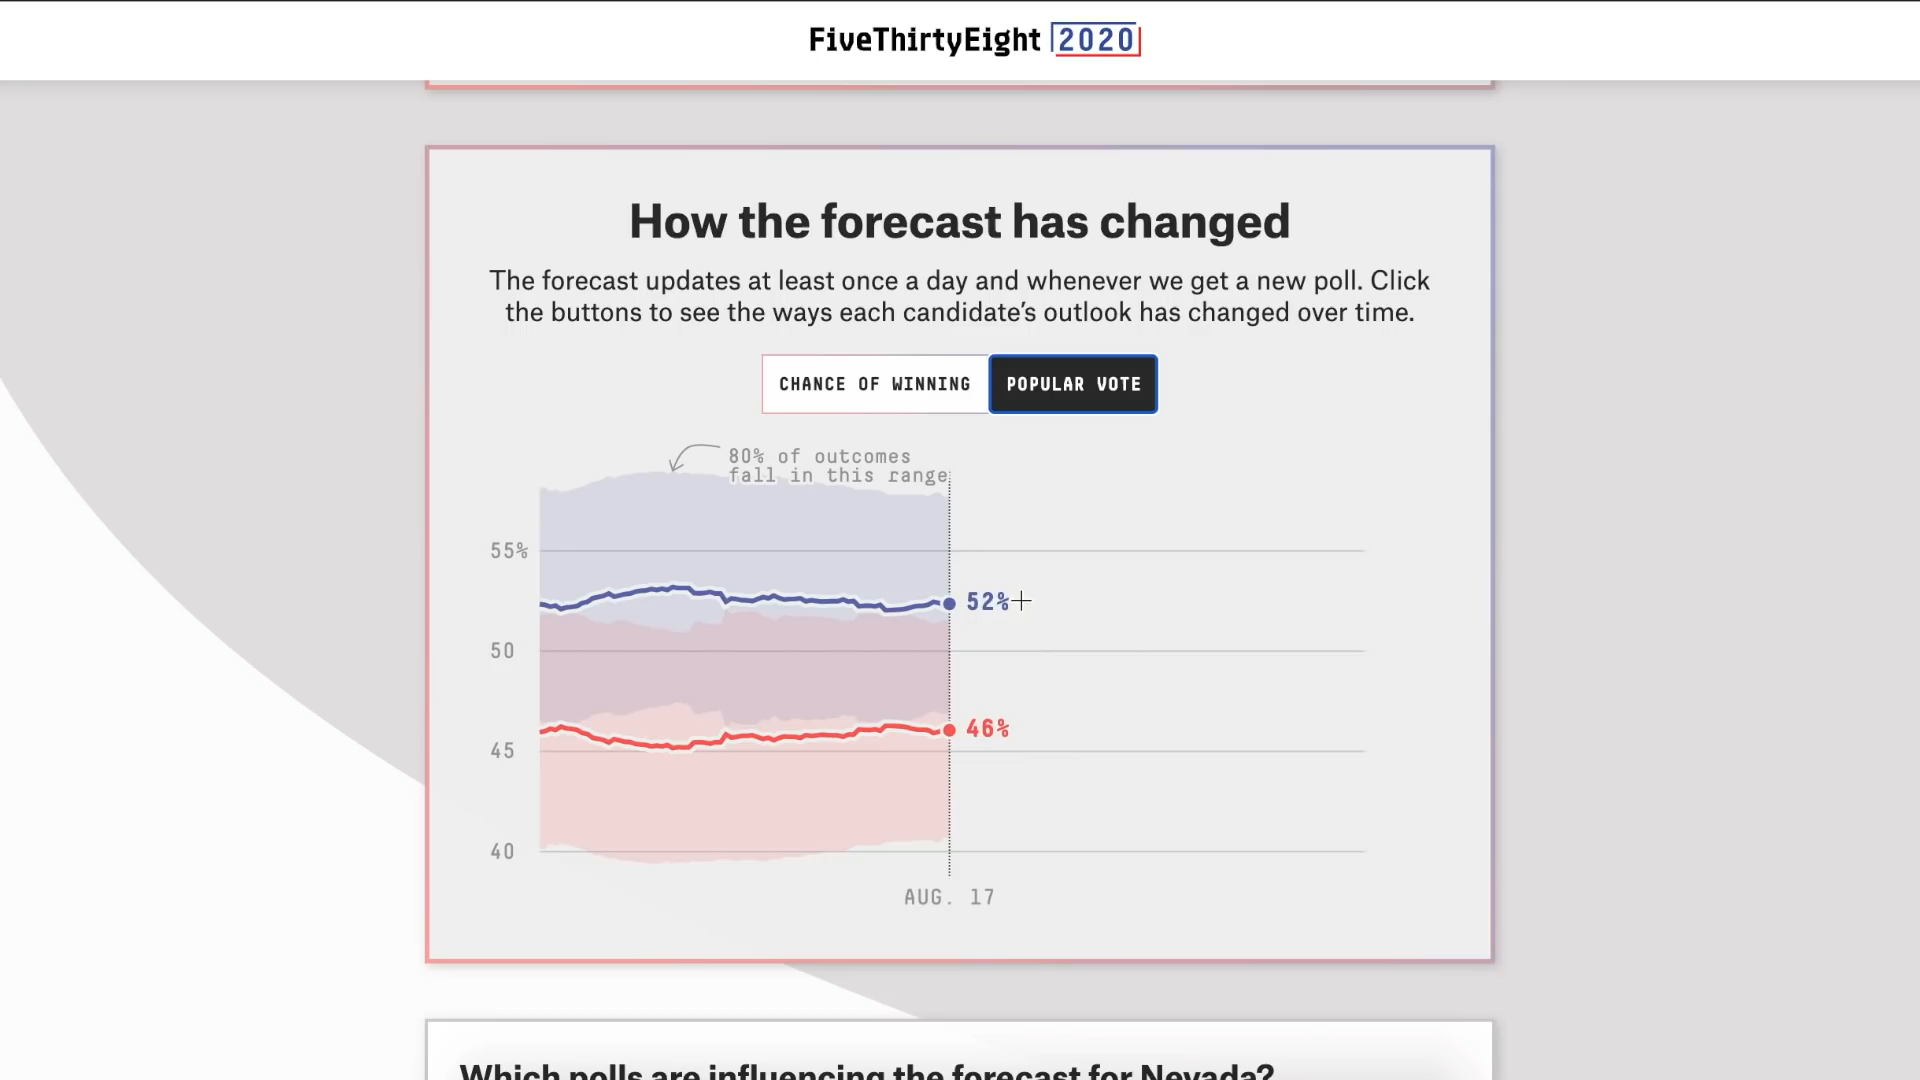 FiveThirtyEight 2020
How the forecast has changed
The forecast updates at least once a day and whenever we get a new poll. Click
the buttons to see the ways each candidate’s outlook has changed over time.
CHANCE OF WINNING
POPULAR VOTE
80% of outcomes
fall in this range
55%
52%
50
46%
45
40
AUG. 17
Which polls are influencing the forecast for Nevada?